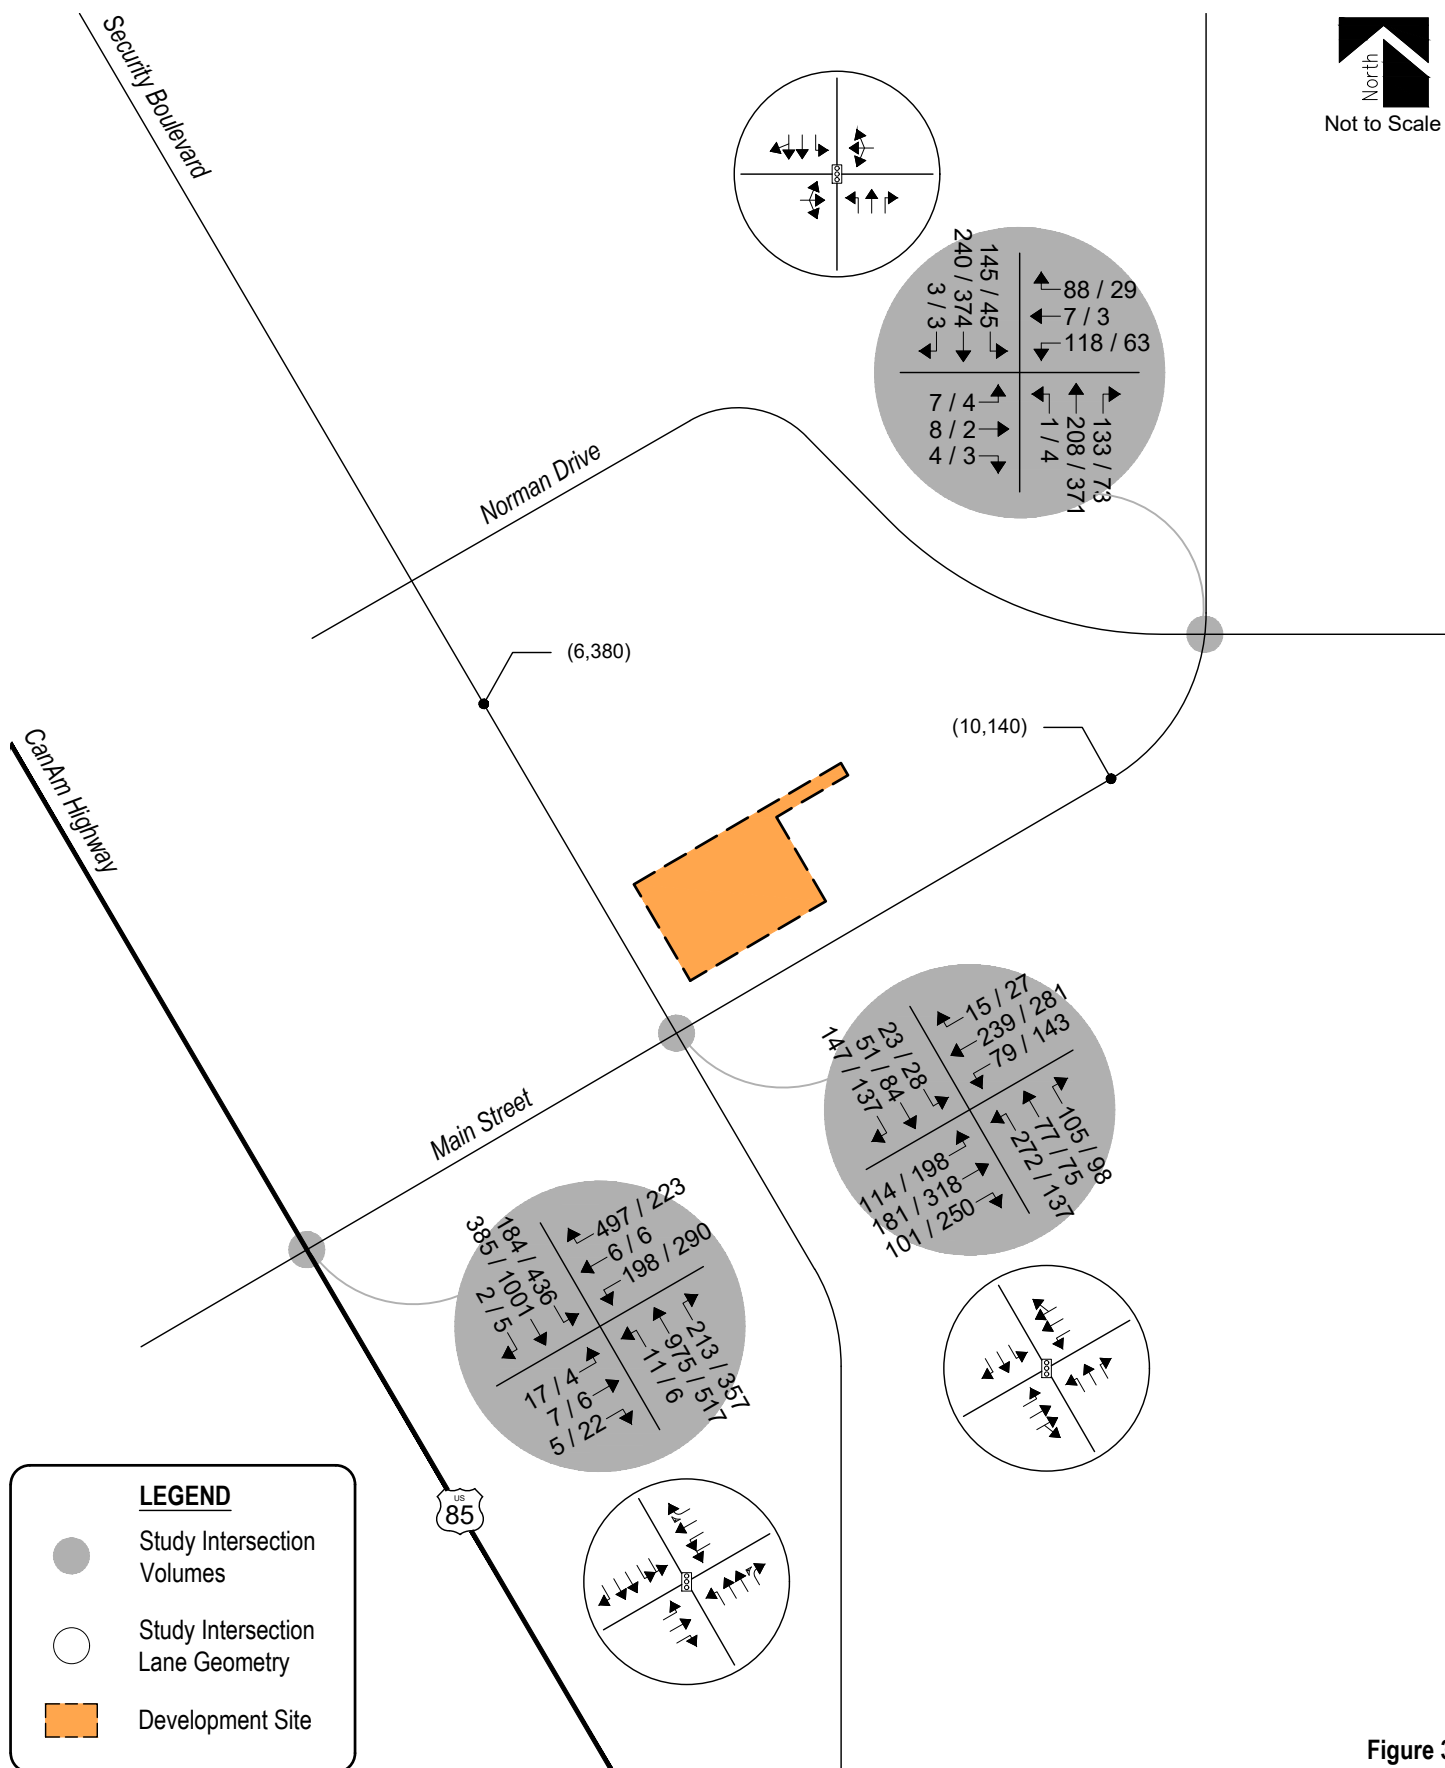 Security Boulevard
North
Not to Scale
145 / 45
240 / 374
3 / 3
88 / 29
7 / 3
118 / 63
7 / 4
8 / 2
4 / 3
133 / 73
208 / 371
1 / 4
Norman Drive
(6,380)
(10,140)
CanAm Highway
15 / 27
239 / 281
79 / 143
23 / 28
51 / 84
147 / 137
105 / 98
77 / 75
272 / 137
114 / 198
181 / 318
101 / 250
Main Street
497 / 223
6 / 6
198 / 290
184 / 436
385 / 1001
2 / 5
213 / 357
975 / 517
11 / 6
17 / 4
7 / 6
5 / 22
US
85
LEGEND
Study Intersection
Volumes
Study Intersection
Lane Geometry
Development Site
Figure 3